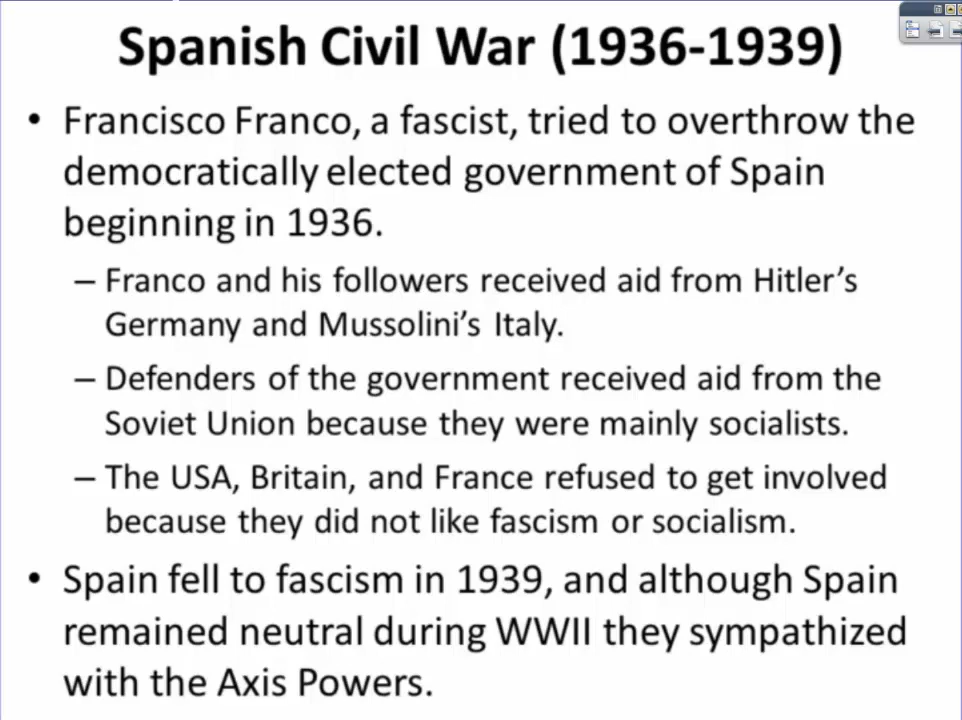 Spanish Civil War (1936-1939)
• Francisco Franco, a fascist, tried to overthrow the
democratically elected government of Spain
beginning in 1936.
– Franco and his followers received aid from Hitler’s
Germany and Mussolini’s Italy.
– Defenders of the government received aid from the
Soviet Union because they were mainly socialists.
– The USA, Britain, and France refused to get involved
because they did not like fascism or socialism.
• Spain fell to fascism in 1939, and although Spain
remained neutral during WWII they sympathized
with the Axis Powers.